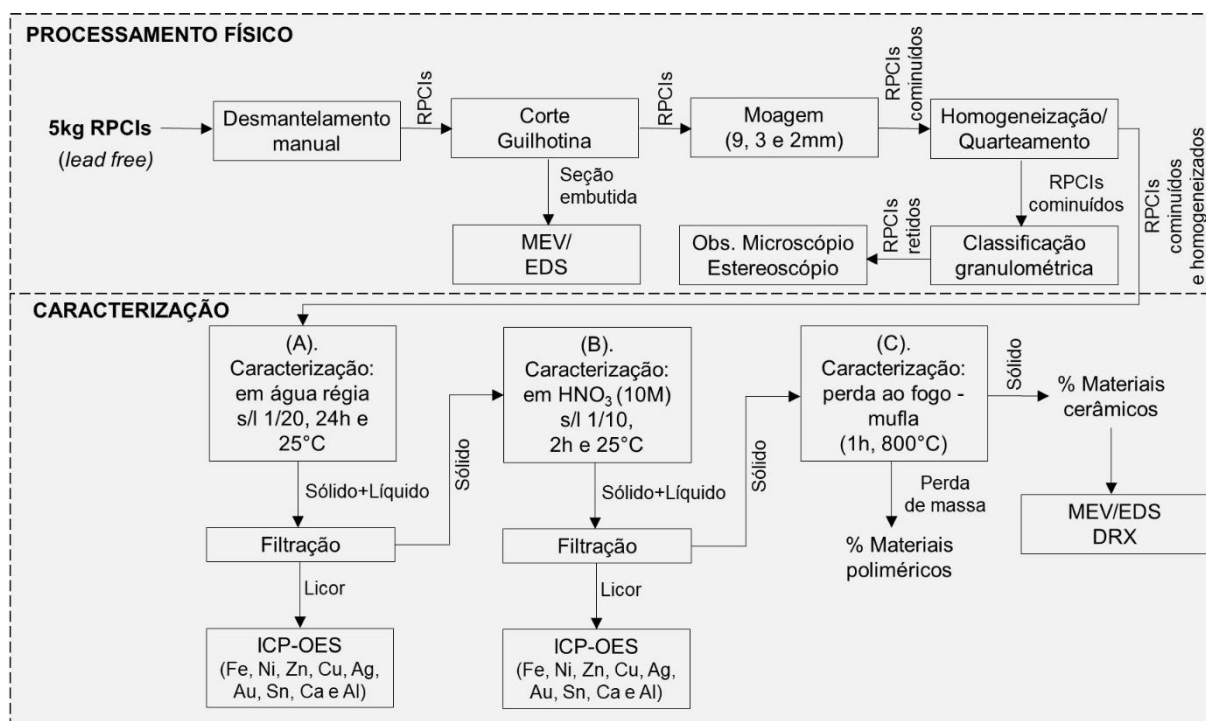 PROCESSAMENTO FÍSICO
5kg RPCIs
(lead free)
Desmantelamento
manual
RPCIs
Corte
Guilhotina
RPCIs
Moagem
(9, 3 e 2mm)
RPCIs
cominuídos
Homogeneização/
Quarteamento
Seção
embutida
MEV/
EDS
RPCIs
cominuídos
Classificação
granulométrica
RPCIs
retidos
Obs. Microscópio
Estereoscópio
RPCIs
cominuídos
e homogeneizados
CARACTERIZAÇÃO
(A).
Caracterização:
em água régia
s/l 1/20, 24h e
25°C
Sólido+Líquido
Filtração
Sólido
Licor
ICP-OES
(Fe, Ni, Zn, Cu, Ag,
Au, Sn, Ca e Al)
(B).
Caracterização:
em HNO₃ (10M)
s/l 1/10,
2h e 25°C
Sólido+Líquido
Filtração
Sólido
Licor
ICP-OES
(Fe, Ni, Zn, Cu, Ag,
Au, Sn, Ca e Al)
(C).
Caracterização:
perda ao fogo -
mufla
(1h, 800°C)
Perda
de massa
% Materiais
poliméricos
Sólido
% Materiais
cerâmicos
MEV/EDS
DRX